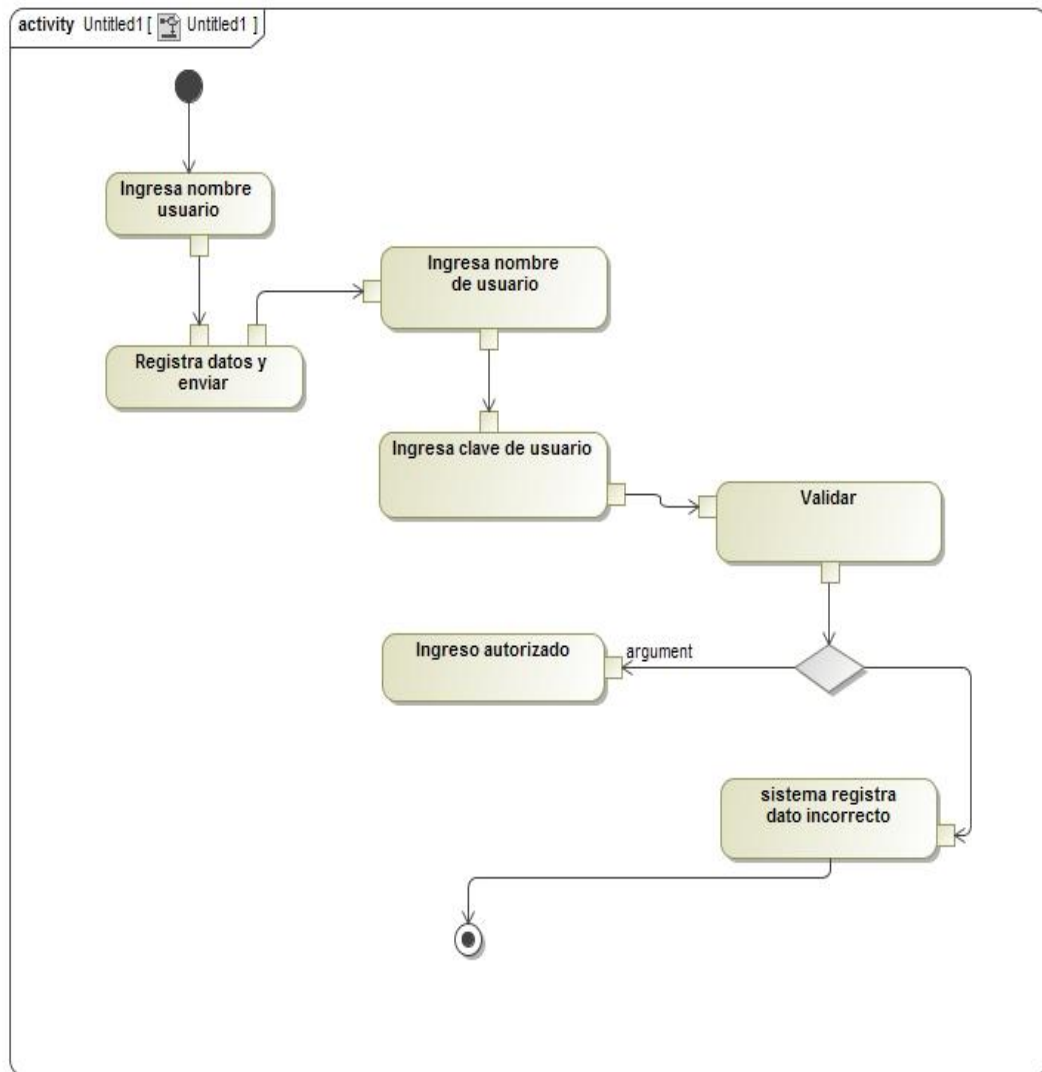 activity Untitled1 [ Untitled1 ]
Ingresa nombre
usuario
Registra datos y
enviar
Ingresa nombre
de usuario
Ingresa clave de usuario
Validar
Ingreso autorizado
argument
sistema registra
dato incorrecto